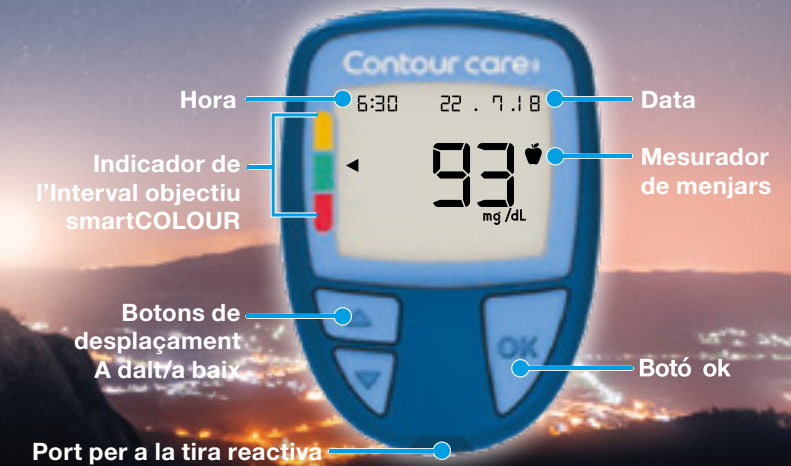 Contour care
Hora
6:30
22 . 7.18
Data
Indicador de
l'Interval objectiu
smartCOLOUR
93
mg/dL
Mesurador
de menjars
Botons de
desplaçament
A dalt/a baix
OK
Botó ok
Port per a la tira reactiva